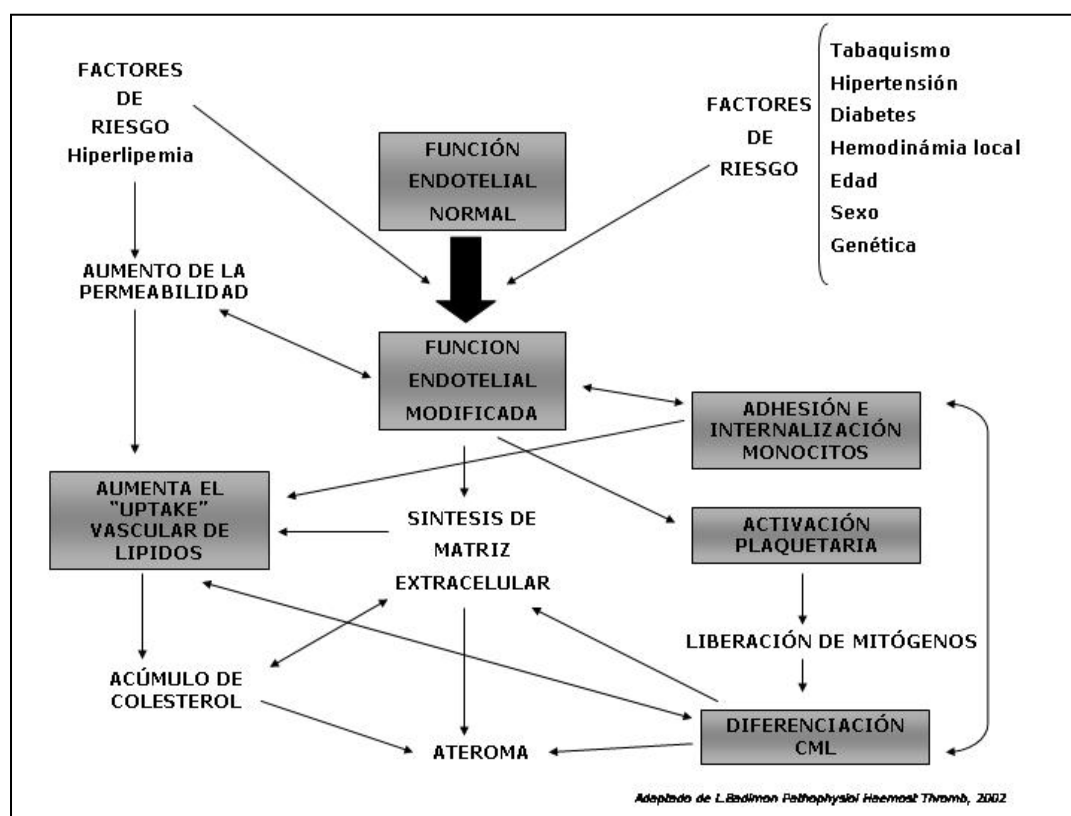 FACTORES
DE
RIESGO
Hiperlipemia
FUNCIÓN
ENDOTELIAL
NORMAL
FACTORES
DE
RIESGO
Tabaquismo
Hipertensión
Diabetes
Hemodinámia local
Edad
Sexo
Genética
AUMENTO DE LA
PERMEABILIDAD
FUNCION
ENDOTELIAL
MODIFICADA
ADHESIÓN E
INTERNALIZACIÓN
MONOCITOS
AUMENTA EL
"UPTAKE"
VASCULAR DE
LIPIDOS
SINTESIS DE
MATRIZ
EXTRACELULAR
ACTIVACIÓN
PLAQUETARIA
LIBERACIÓN DE MITÓGENOS
ACÚMULO DE
COLESTEROL
ATEROMA
DIFERENCIACIÓN
CML
Adaptado de L.Badimon Pathophysiol Haemost Thromb, 2002